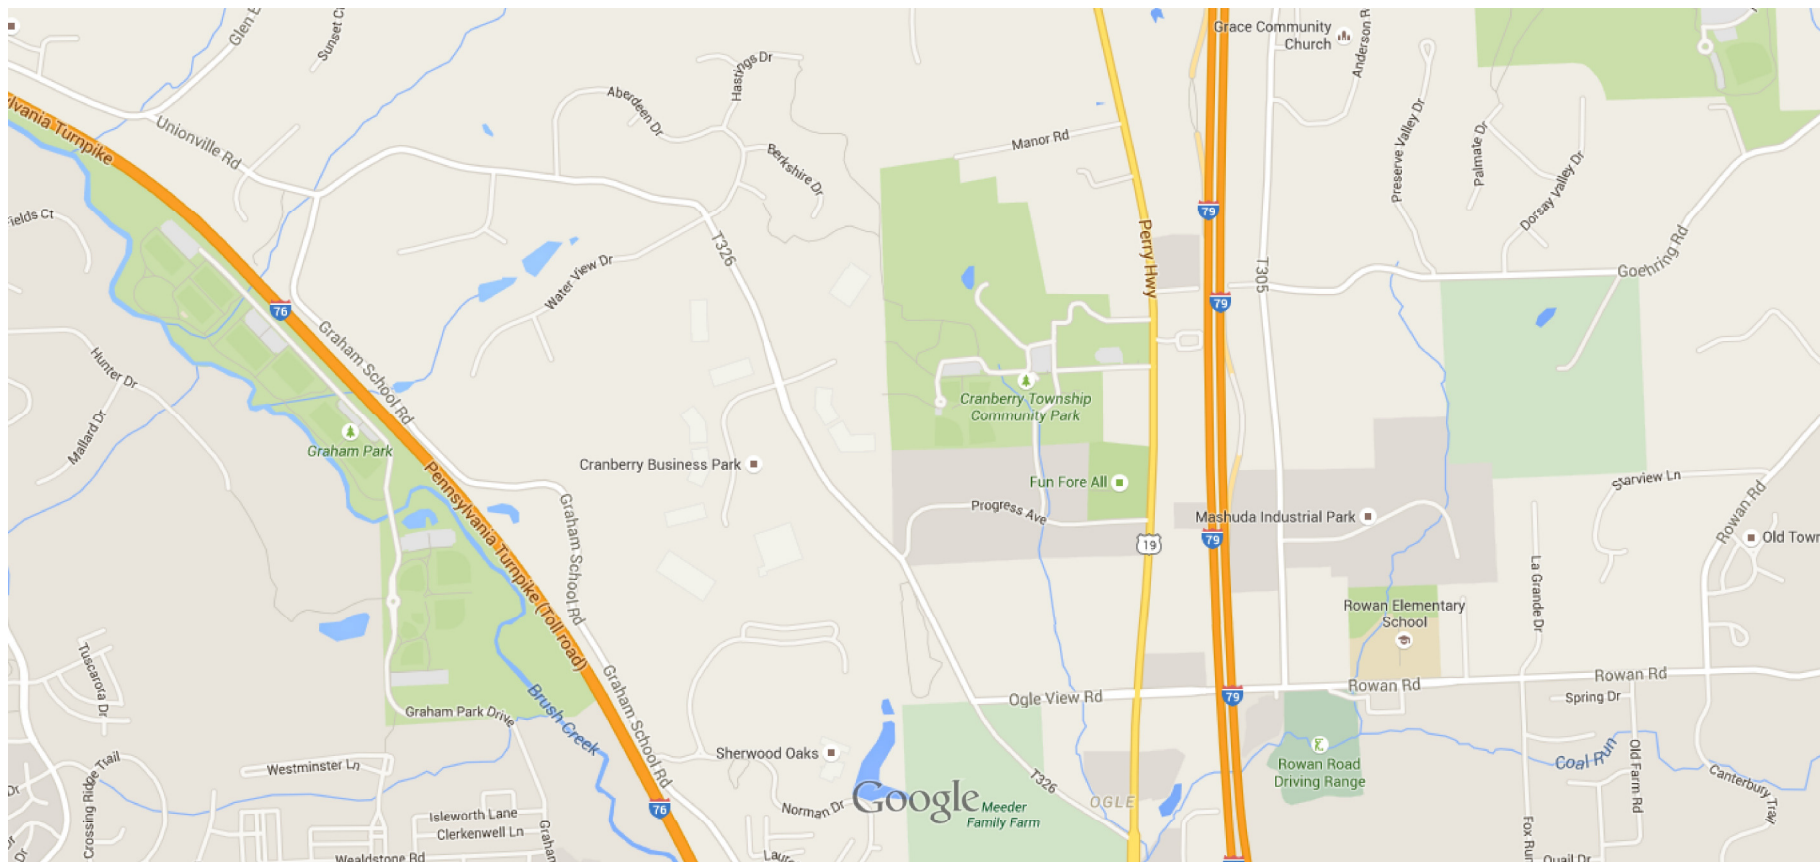 Glen E
Sunset Ct
Hastings Dr
Grace Community
Church
Anderson R
ylvania Turnpike
Unionville Rd
Aberdeen Dr
Manor Rd
Berkshire Dr
Preserve Valley Dr
Palmate Dr
Dorsay Valley Dr
Fields Ct
79
T326
Perry Hwy
T305
Goehring Rd
Water View Dr
76
79
Graham School Rd
Hunter Dr
Mallard Dr
Graham Park
Cranberry Township
Community Park
Cranberry Business Park
Fun Fore All
Starview Ln
Pennsylvania Turnpike (Toll road)
Progress Ave
Mashuda Industrial Park
Rowan Rd
Old Town
19
79
Graham School Rd
La Grande Dr
Rowan Elementary
School
Tuscarora Dr
Graham School Rd
Ogle View Rd
79
Rowan Rd
Rowan Rd
Spring Dr
Graham Park Drive
Brush Creek
Sherwood Oaks
Rowan Road
Driving Range
Coal Run
Old Farm Rd
Canterbury Trail
Westminster Ln
Crossing Ridge Trail
Dr
T326
Norman Dr
Google
Meeder
Family Farm
OGLE
76
Isleworth Lane
Clerkenwell Ln
Graham
Fox Run
Wealdstone Rd
Laure
Quail Dr
Dr